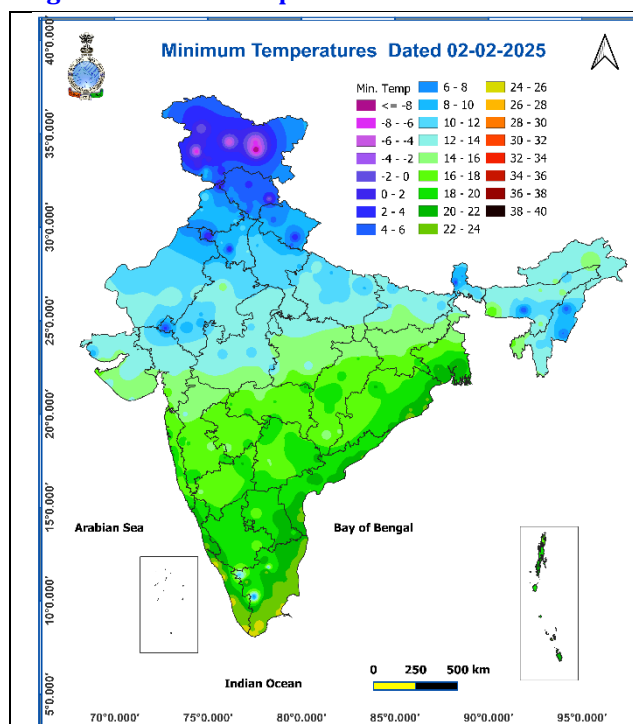 Minimum Temperatures Dated 02-02-2025
Min. Temp
<= -8
-8 - -6
-6 - -4
-4 - -2
-2 - 0
0 - 2
2 - 4
4 - 6
6 - 8
8 - 10
10 - 12
12 - 14
14 - 16
16 - 18
18 - 20
20 - 22
22 - 24
24 - 26
26 - 28
28 - 30
30 - 32
32 - 34
34 - 36
36 - 38
38 - 40
40°0.000'
35°0.000'
30°0.000'
25°0.000'
20°0.000'
15°0.000'
10°0.000'
5°0.000'
Arabian Sea
Bay of Bengal
Indian Ocean
0 250 500 km
70°0.000' 75°0.000' 80°0.000' 85°0.000' 90°0.000' 95°0.000'